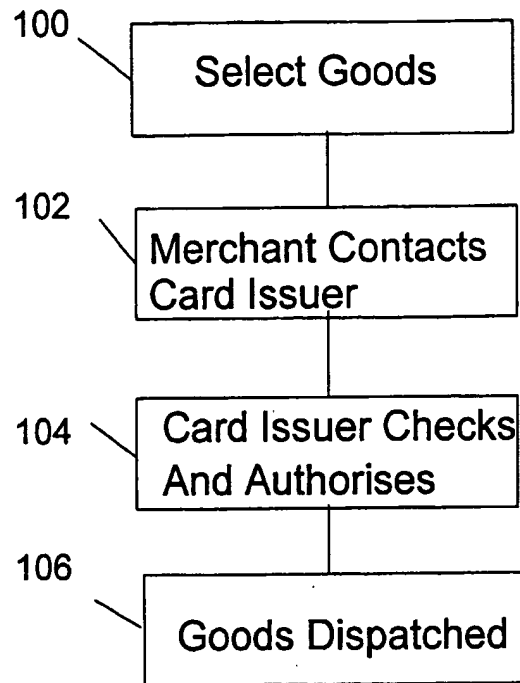 100
Select Goods
102
Merchant Contacts
Card Issuer
104
Card Issuer Checks
And Authorises
106
Goods Dispatched